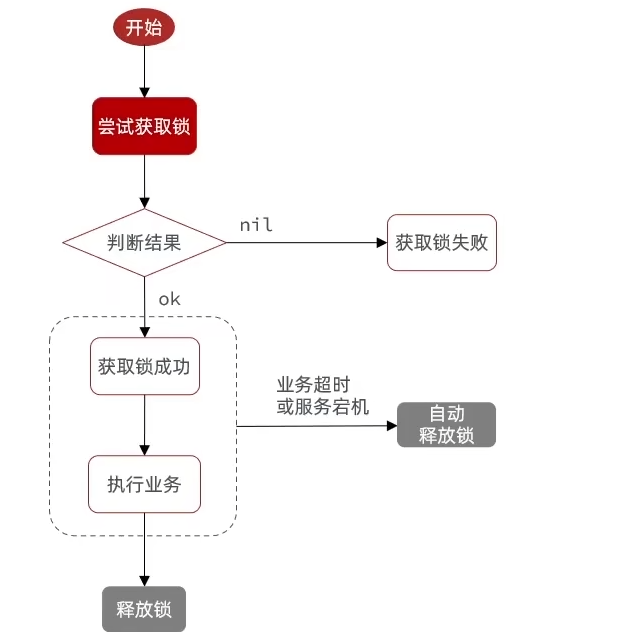 开始
尝试获取锁
判断结果
nil
获取锁失败
ok
获取锁成功
业务超时
或服务宕机
自动
释放锁
执行业务
释放锁